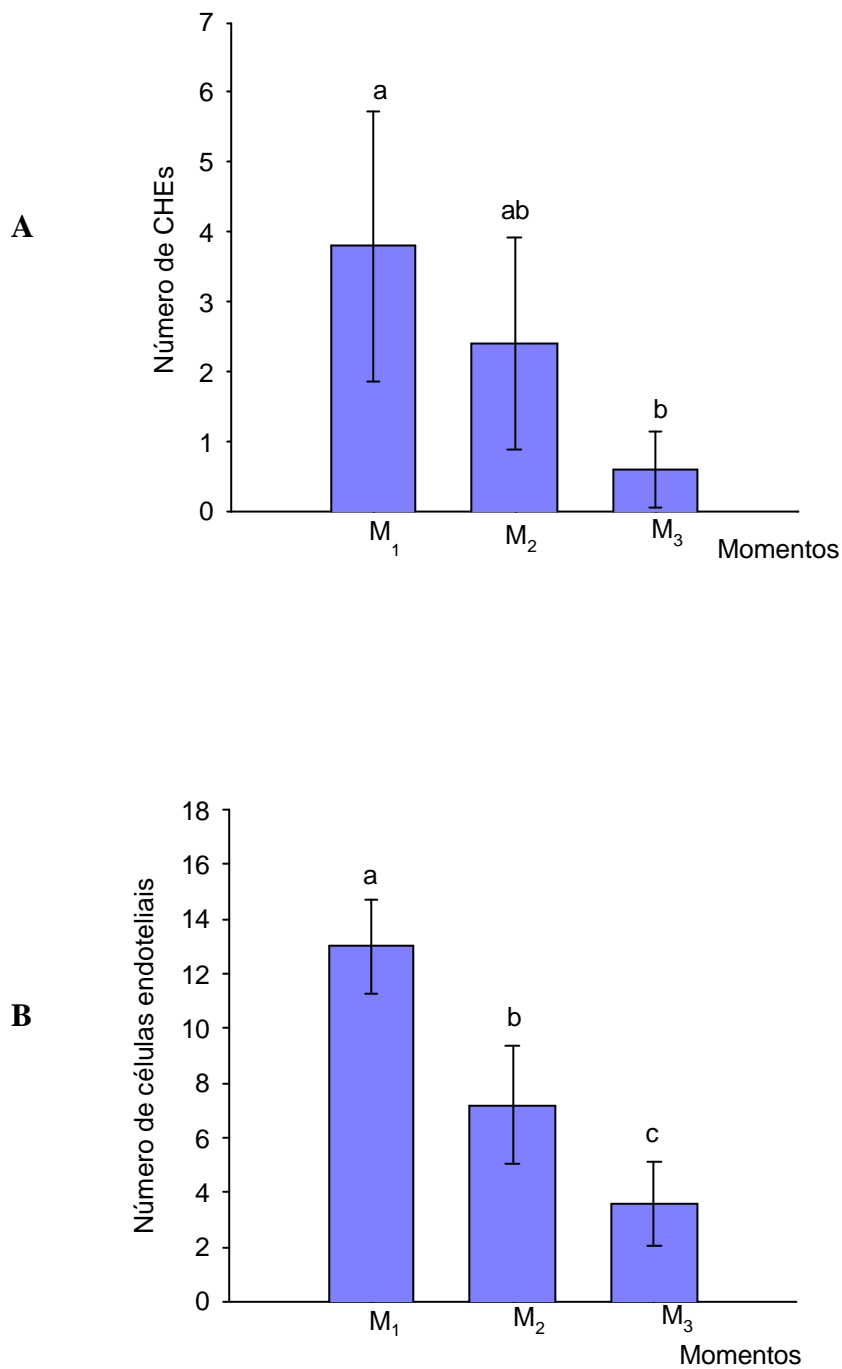 A
Número de CHEs
7
6
5
4
3
2
1
0
a
ab
b
M1
M2
M3
Momentos
B
Número de células endoteliais
18
16
14
12
10
8
6
4
2
0
a
b
c
M1
M2
M3
Momentos